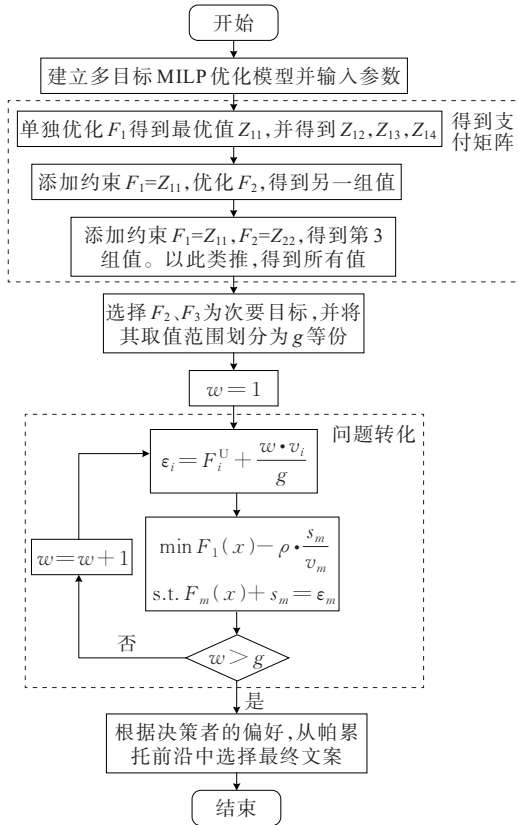 开始
建立多目标MILP优化模型并输入参数
单独优化F₁得到最优值Z₁₁,并得到Z₁₂,Z₁₃,Z₁₄
得到支
付矩阵
添加约束F₁=Z₁₁,优化F₂,得到另一组值
添加约束F₁=Z₁₁,F₂=Z₂₂,得到第3
组值。以此类推,得到所有值
选择F₂、F₃为次要目标,并将
其取值范围划分为g等份
w=1
问题转化
εᵢ=Fᵢᵁ+w·vᵢ/g
min F₁(x)−ρ·sₘ/vₘ
s.t. Fₘ(x)+sₘ=εₘ
w=w+1
否
w>g
是
根据决策者的偏好,从帕累
托前沿中选择最终文案
结束